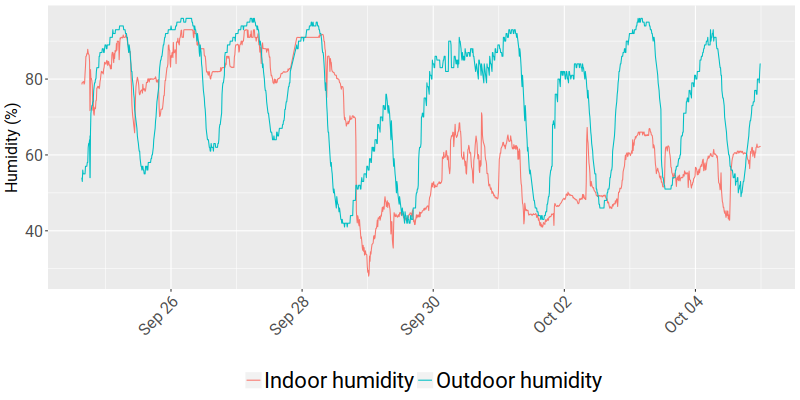 Humidity (%)
80
60
40
Sep 26
Sep 28
Sep 30
Oct 02
Oct 04
Indoor humidity Outdoor humidity